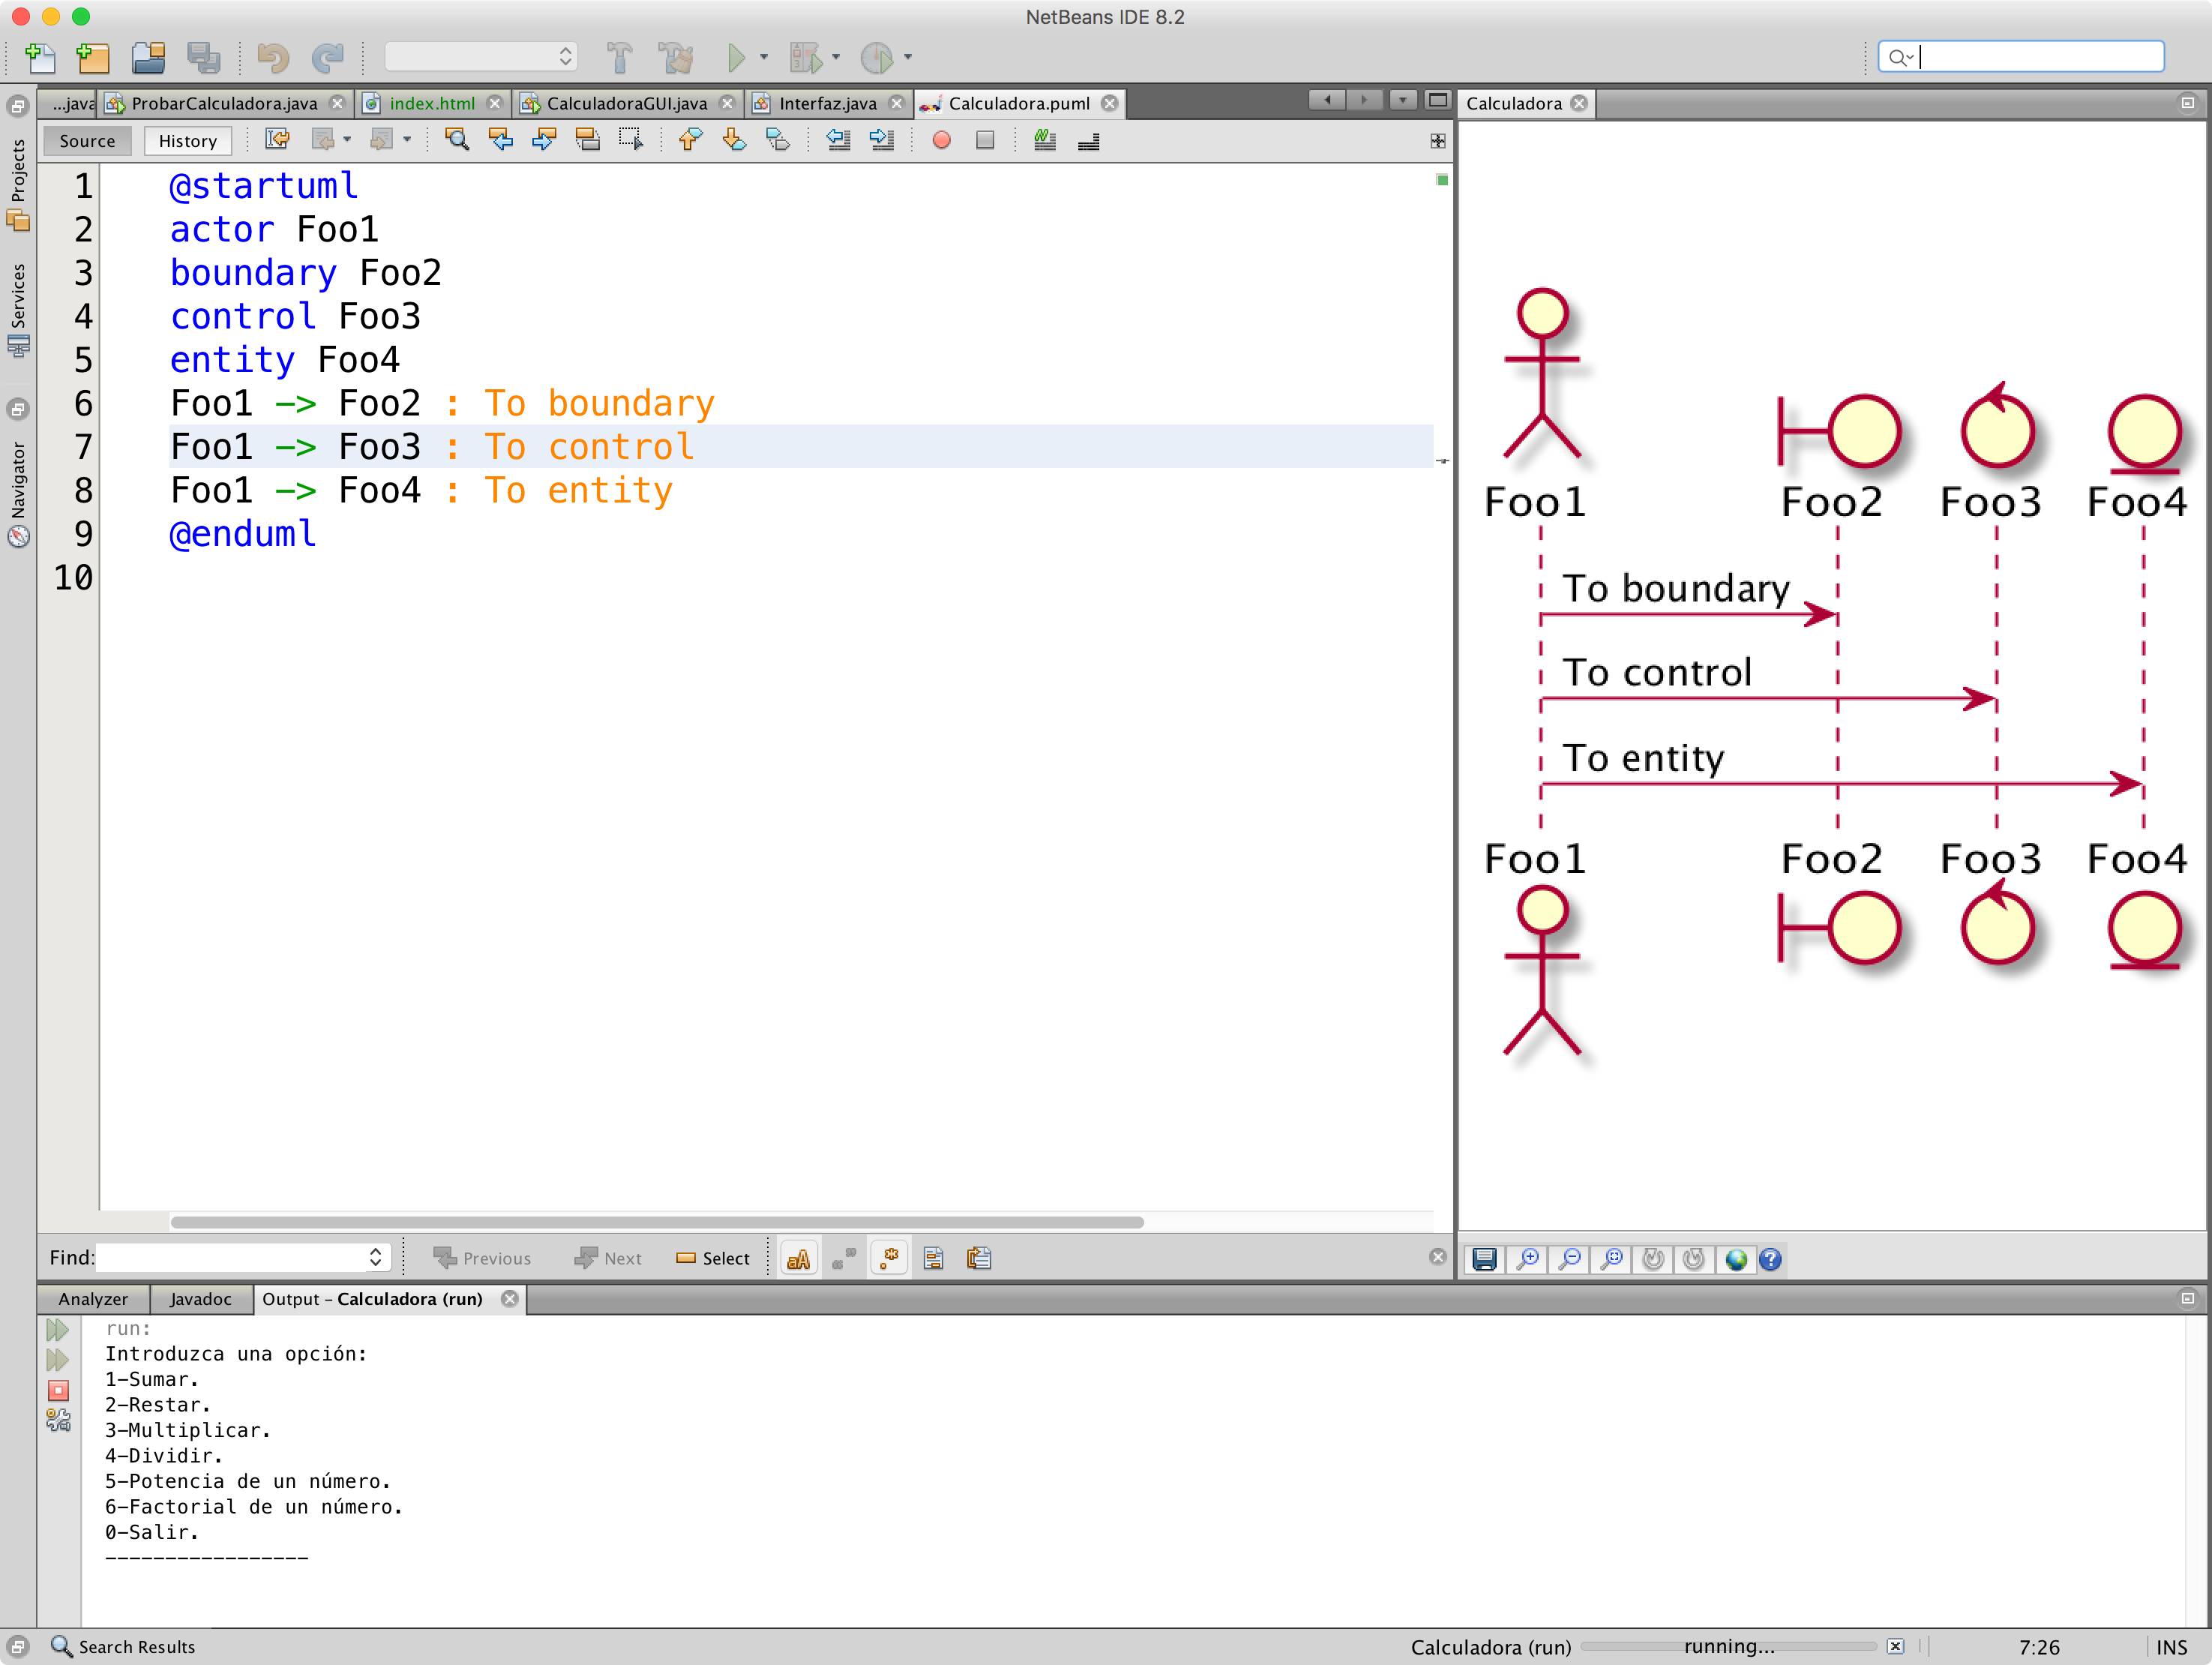 NetBeans IDE 8.2
...java ProbarCalculadora.java index.html CalculadoraGUI.java Interfaz.java Calculadora.puml Calculadora
Source History
Projects
Services
Navigator
1 @startuml
2 actor Foo1
3 boundary Foo2
4 control Foo3
5 entity Foo4
6 Foo1 -> Foo2 : To boundary
7 Foo1 -> Foo3 : To control
8 Foo1 -> Foo4 : To entity
9 @enduml
10
Foo1 Foo2 Foo3 Foo4
To boundary
To control
To entity
Foo1 Foo2 Foo3 Foo4
Find: Previous Next Select
Analyzer Javadoc Output - Calculadora (run)
run:
Introduzca una opción:
1-Sumar.
2-Restar.
3-Multiplicar.
4-Dividir.
5-Potencia de un número.
6-Factorial de un número.
0-Salir.
-----------------
Search Results Calculadora (run) running... 7:26 INS